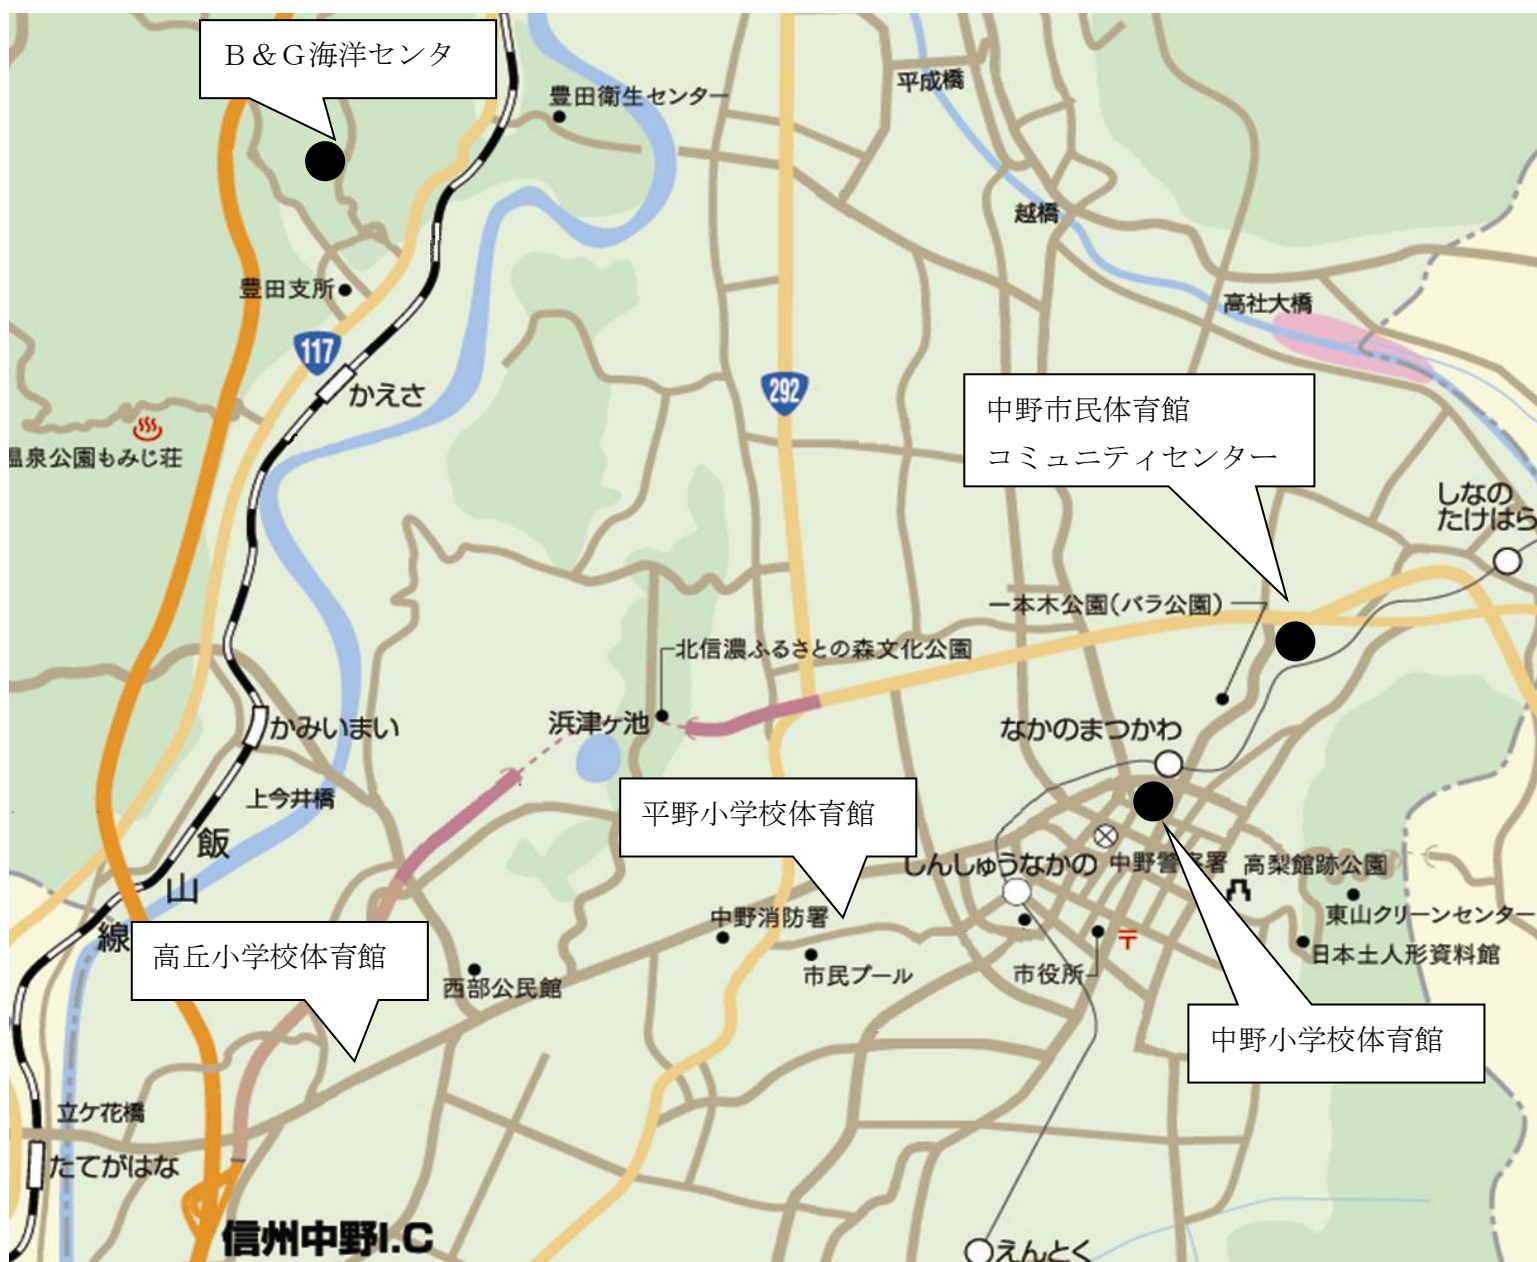 B＆G海洋センタ
豊田衛生センター
平成橋
越橋
豊田支所
高社大橋
117
かえさ
292
中野市民体育館
コミュニティセンター
温泉公園もみじ荘
しなの
たけはら
一本木公園(バラ公園)
北信濃ふるさとの森文化公園
浜津ヶ池
かみいまい
なかのまつかわ
上今井橋
平野小学校体育館
飯
山
線
しんしゅうなかの
中野警察署
高梨館跡公園
東山クリーンセンター
中野消防署
高丘小学校体育館
日本土人形資料館
西部公民館
市民プール
市役所
〒
中野小学校体育館
立ケ花橋
たてがはな
信州中野I.C
えんとく